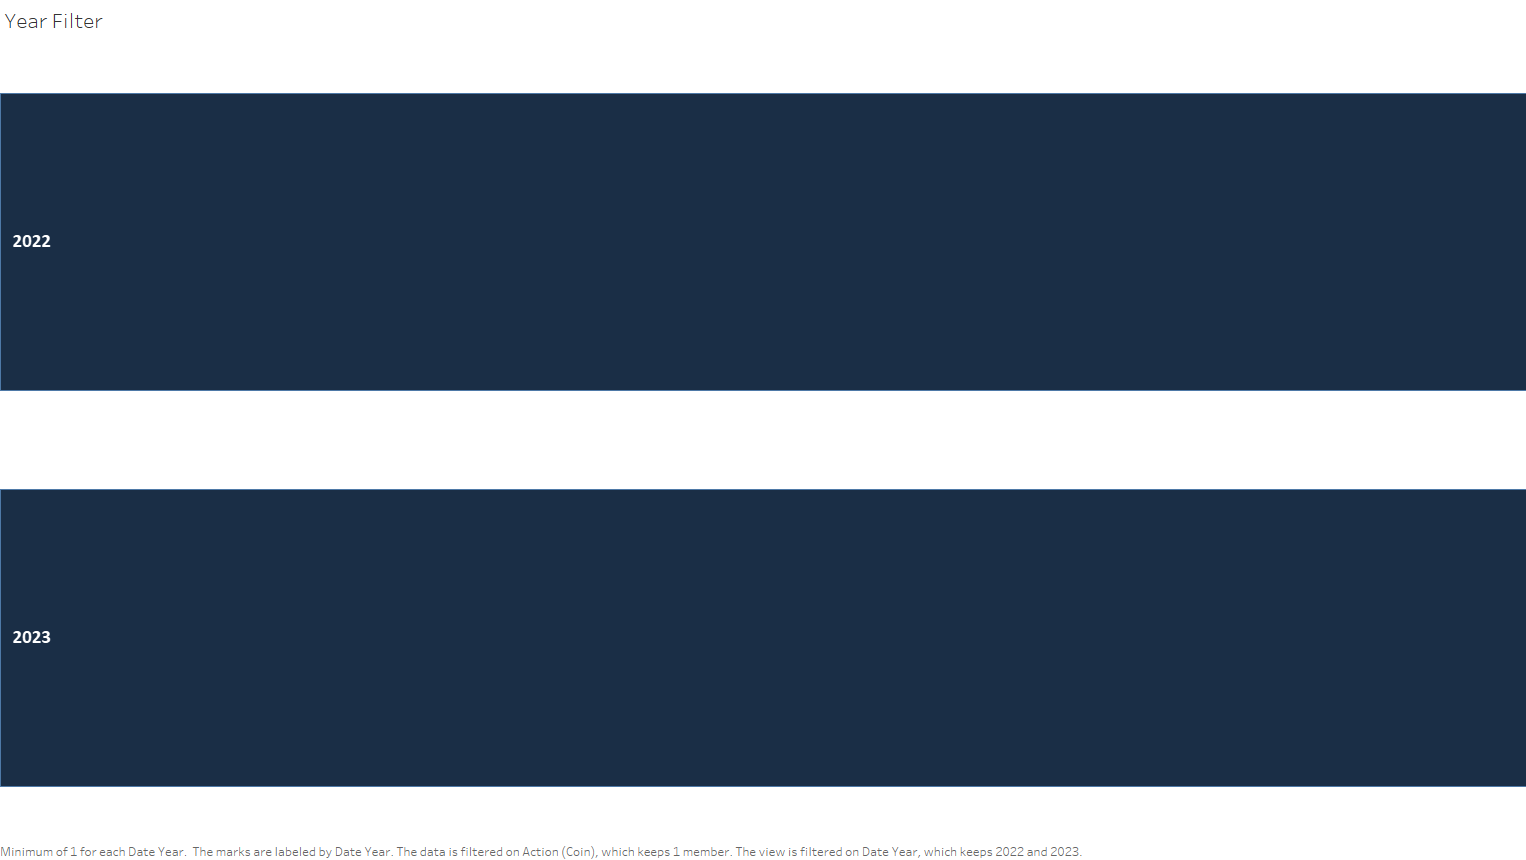 Year Filter
2022
2023
Minimum of 1 for each Date Year.  The marks are labeled by Date Year. The data is filtered on Action (Coin), which keeps 1 member. The view is filtered on Date Year, which keeps 2022 and 2023.